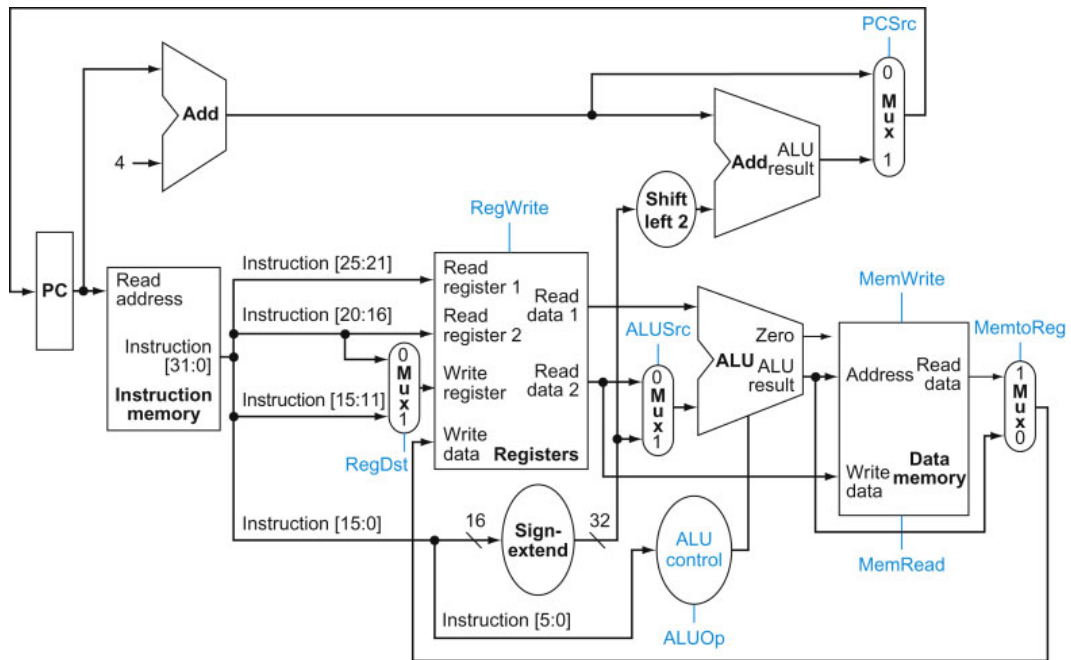 PCSrc
0
Mux
1
Add
4
Add
ALU
result
Shift
left 2
RegWrite
PC
Read
address
Instruction
[31:0]
Instruction
memory
Instruction [25:21]
Instruction [20:16]
Instruction [15:11]
0
Mux
1
RegDst
Read
register 1
Read
register 2
Write
register
Write
data
Read
data 1
Read
data 2
Registers
ALUSrc
0
Mux
1
Zero
ALU
ALU
result
MemWrite
Address
Read
data
Write
data
Data
memory
MemRead
MemtoReg
1
Mux
0
Instruction [15:0]
16
Sign-
extend
32
ALU
control
Instruction [5:0]
ALUOp